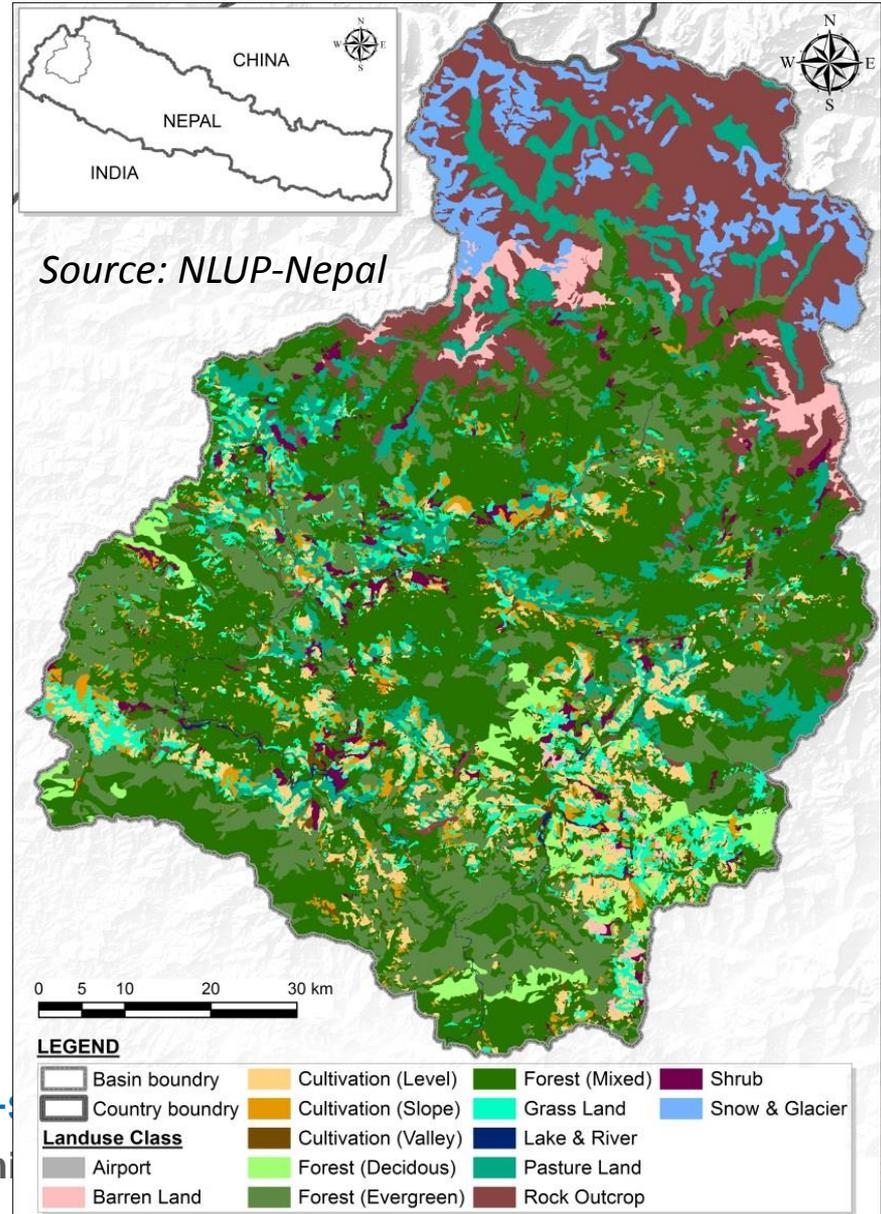 N
W E
S
CHINA
NEPAL
INDIA
N
W E
S
Source: NLUP-Nepal
0 5 10 20 30 km
LEGEND
Basin boundry
Country boundry
Landuse Class
Airport
Barren Land
Cultivation (Level)
Cultivation (Slope)
Cultivation (Valley)
Forest (Decidous)
Forest (Evergreen)
Forest (Mixed)
Grass Land
Lake & River
Pasture Land
Rock Outcrop
Shrub
Snow & Glacier